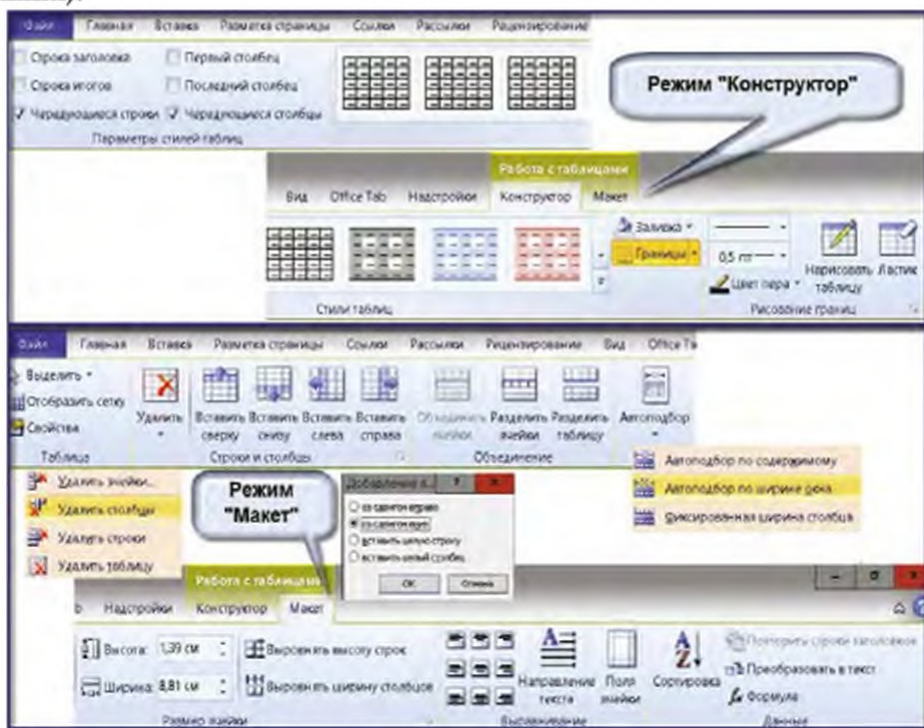 Файл Главная Вставка Разметка страницы Ссылки Рассылки Рецензирование
Строка заголовка Первый столбец
Строка итогов Последний столбец
Чередующиеся строки Чередующиеся столбцы
Параметры стилей таблиц
Режим "Конструктор"
Работа с таблицами
Вид Office Tab Надстройки Конструктор Макет
Заливка
Границы
0,5 пт
Цвет пера
Нарисовать таблицу
Ластик
Стили таблиц
Рисование границ
Файл Главная Вставка Разметка страницы Ссылки Рассылки Рецензирование Вид Office Ta
Выделить
Отобразить сетку
Свойства
Удалить
Вставить сверху
Вставить снизу
Вставить слева
Вставить справа
Объединить ячейки
Разделить ячейки
Разделить таблицу
Автоподбор
Таблица
Строки и столбцы
Объединение
Удалить ячейки...
Удалить столбцы
Удалить строки
Удалить таблицу
Режим
"Макет"
со сдвигом вправо
со сдвигом вниз
вставить целую строку
вставить целый столбец
ОК Отмена
Автоподбор по содержимому
Автоподбор по ширине окна
Фиксированная ширина столбца
Работа с таблицами
Надстройки Конструктор Макет
Высота: 1,39 см
Ширина: 8,81 см
Выровнять высоту строк
Выровнять ширину столбцов
Размер ячейки
Направление текста
Поля ячейки
Выравнивание
Сортировка
Повторить строки заголовков
Преобразовать в текст
Формула
Данные